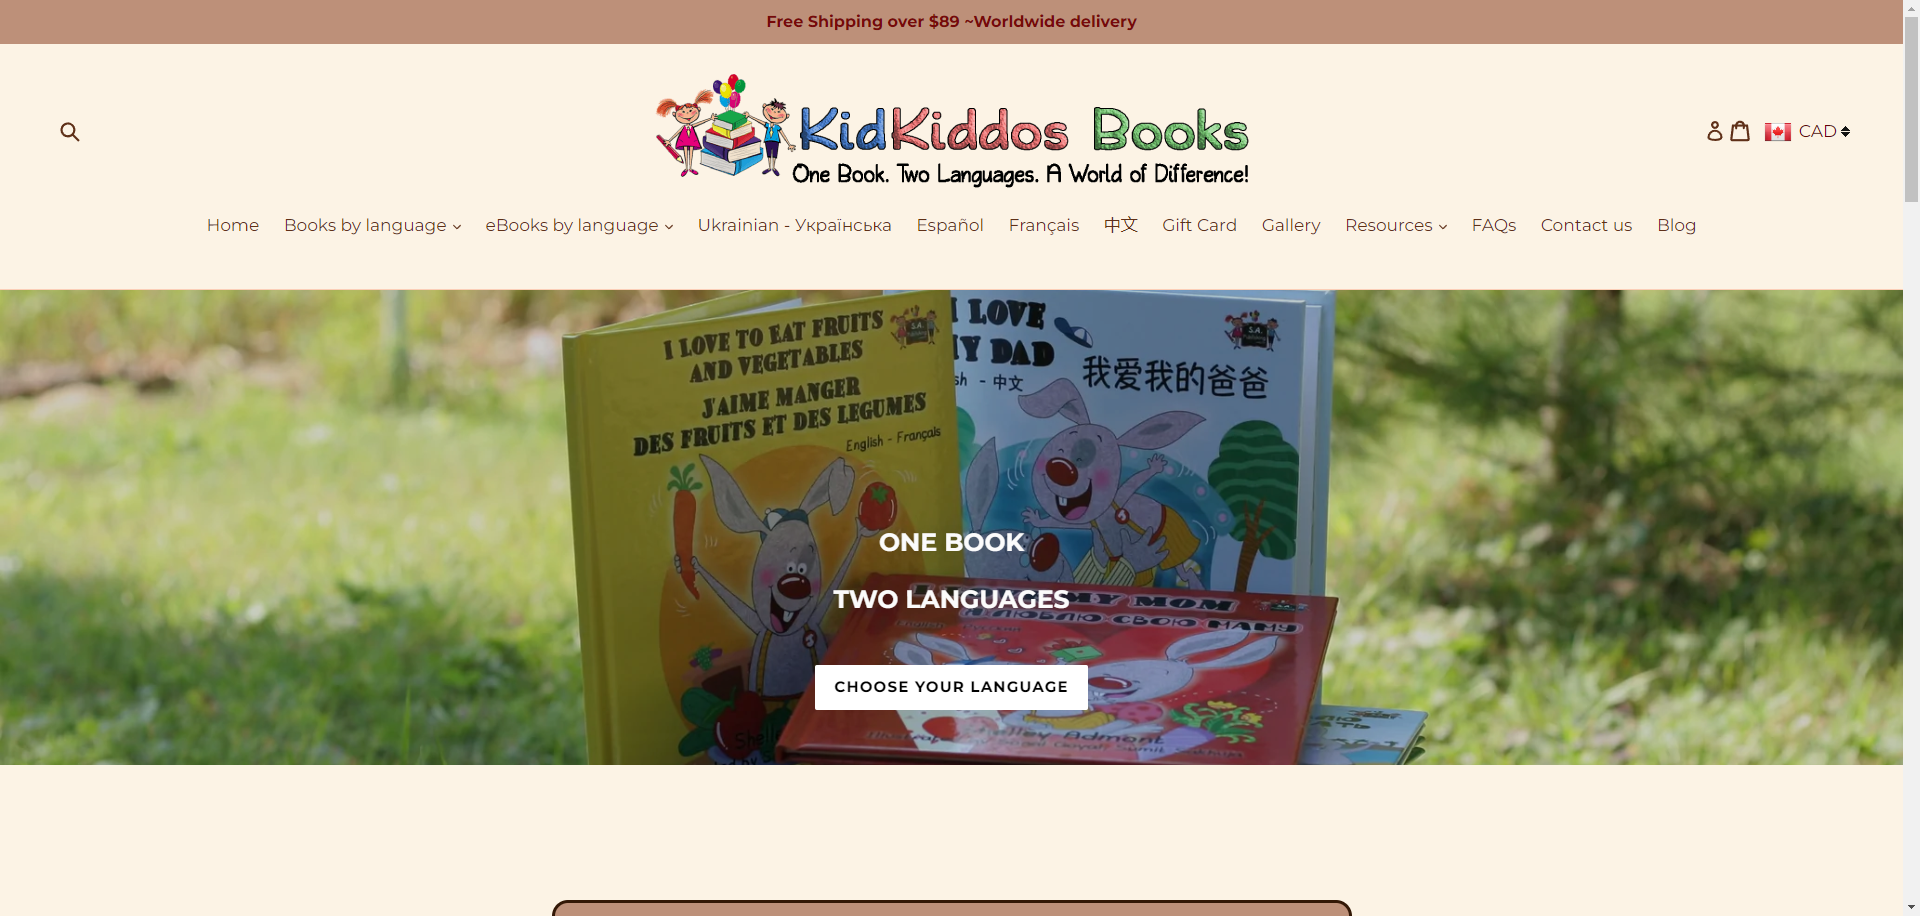 Free Shipping over $89 ~Worldwide delivery
KidKiddos Books
One Book. Two Languages. A World of Difference!
CAD
Home Books by language eBooks by language Ukrainian - Українська Español Français 中文 Gift Card Gallery Resources FAQs Contact us Blog
I LOVE TO EAT FRUITS
AND VEGETABLES
J'AIME MANGER
DES FRUITS ET DES LEGUMES
English - Français
I LOVE
MY DAD
- 中文
我爱我的爸爸
ONE BOOK
TWO LANGUAGES
MY MOM
Я ЛЮБЛЮ СВОЮ МАМУ
CHOOSE YOUR LANGUAGE
Shelley Admont